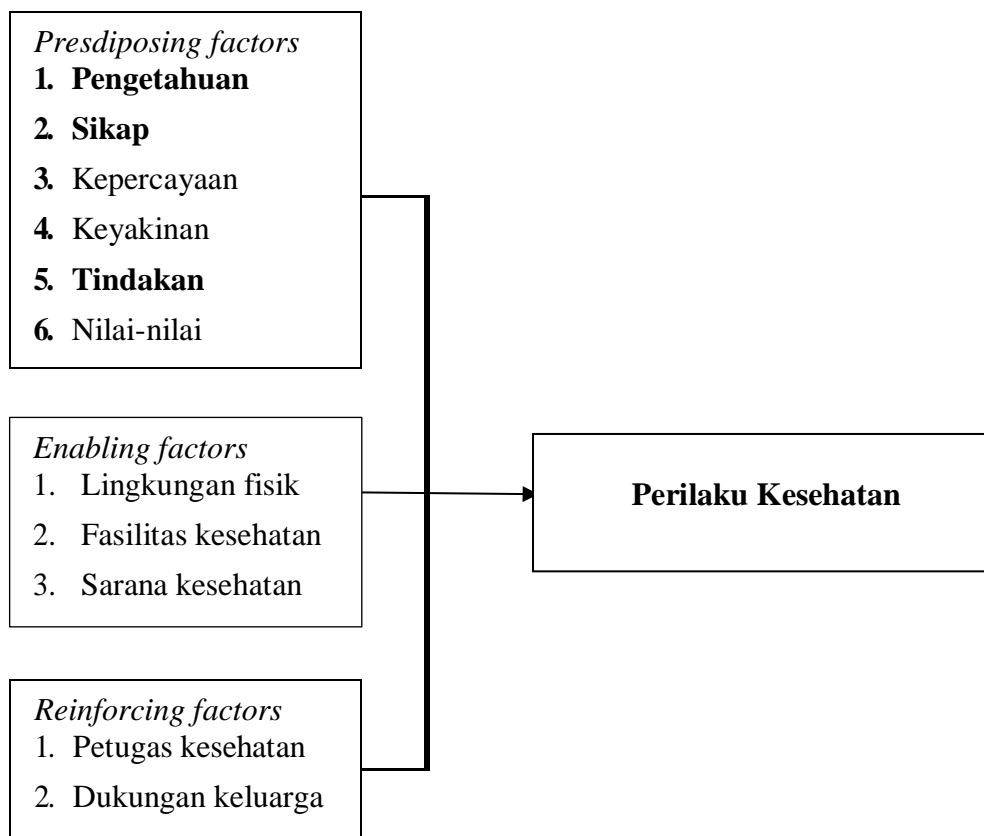 Presdiposing factors
1. Pengetahuan
2. Sikap
3. Kepercayaan
4. Keyakinan
5. Tindakan
6. Nilai-nilai
Enabling factors
1. Lingkungan fisik
2. Fasilitas kesehatan
3. Sarana kesehatan
Perilaku Kesehatan
Reinforcing factors
1. Petugas kesehatan
2. Dukungan keluarga